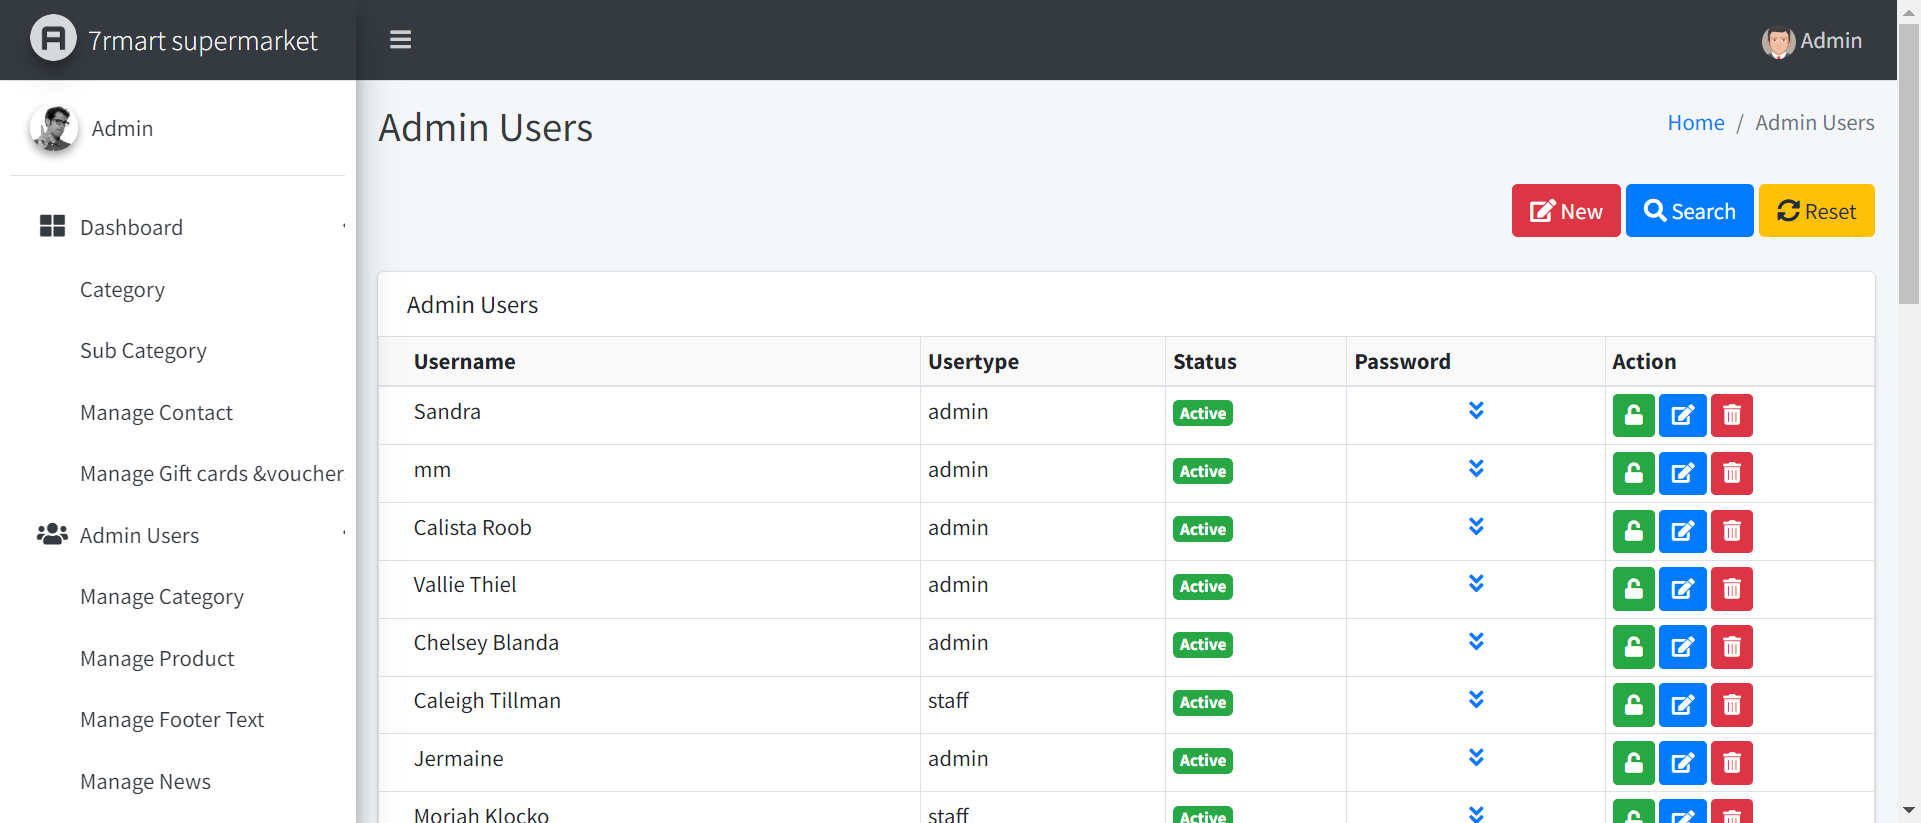 7rmart supermarket
Admin
Admin
Admin Users
Home / Admin Users
Dashboard
Category
Sub Category
Manage Contact
Manage Gift cards &voucher
Admin Users
Manage Category
Manage Product
Manage Footer Text
Manage News
New
Search
Reset
Admin Users
Username Usertype Status Password Action
Sandra admin Active
mm admin Active
Calista Roob admin Active
Vallie Thiel admin Active
Chelsey Blanda admin Active
Caleigh Tillman staff Active
Jermaine admin Active
Moriah Klocko staff Active